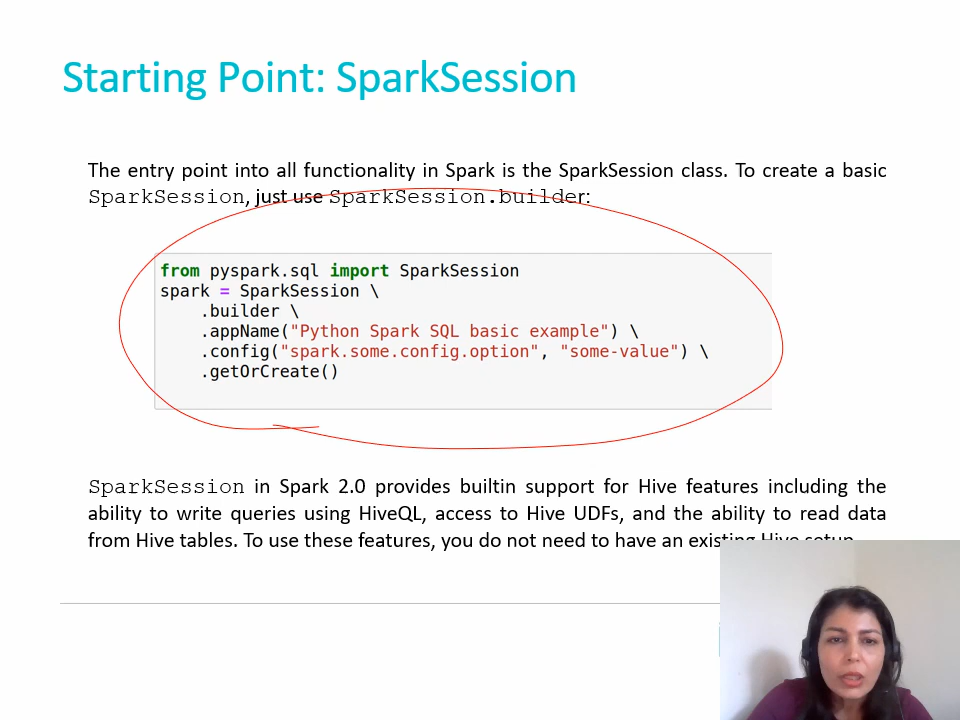 Starting Point: SparkSession
The entry point into all functionality in Spark is the SparkSession class. To create a basic
SparkSession, just use SparkSession.builder:
from pyspark.sql import SparkSession
spark = SparkSession \
    .builder \
    .appName("Python Spark SQL basic example") \
    .config("spark.some.config.option", "some-value") \
    .getOrCreate()
SparkSession in Spark 2.0 provides builtin support for Hive features including the
ability to write queries using HiveQL, access to Hive UDFs, and the ability to read data
from Hive tables. To use these features, you do not need to have an existing Hive setup